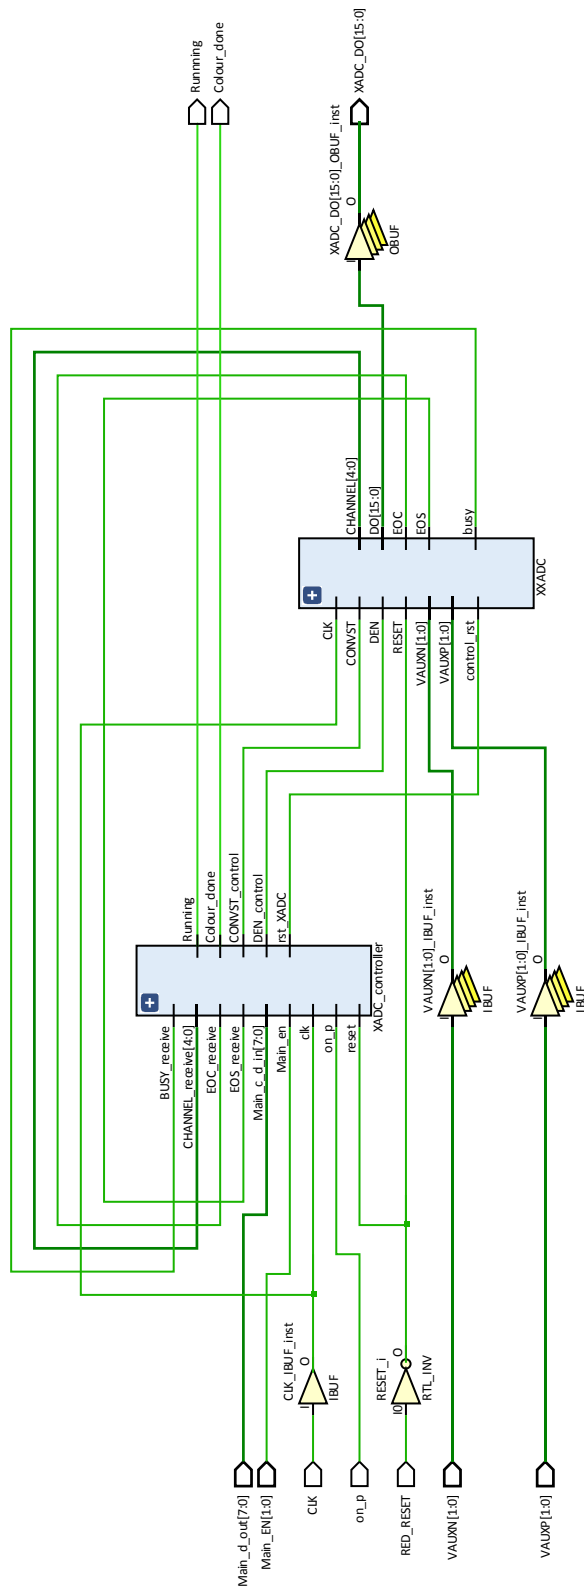 Main_d_out[7:0]
Main_EN[1:0]
CLK
on_p
RED_RESET
VAUXN[1:0]
VAUXP[1:0]
CLK_IBUF_inst
I
O
IBUF
RESET_i
I0
O
RTL_INV
BUSY_receive
CHANNEL_receive[4:0]
EOC_receive
EOS_receive
Main_c_d_in[7:0]
Main_en
clk
on_p
reset
Running
Colour_done
CONVST_control
DEN_control
rst_XADC
XADC_controller
VAUXN[1:0]_IBUF_inst
I
O
IBUF
VAUXP[1:0]_IBUF_inst
I
O
IBUF
CLK
CONVST
DEN
RESET
VAUXN[1:0]
VAUXP[1:0]
control_rst
CHANNEL[4:0]
DO[15:0]
EOC
EOS
busy
XXADC
XADC_DO[15:0]_OBUF_inst
I
O
OBUF
Runnning
Colour_done
XADC_DO[15:0]